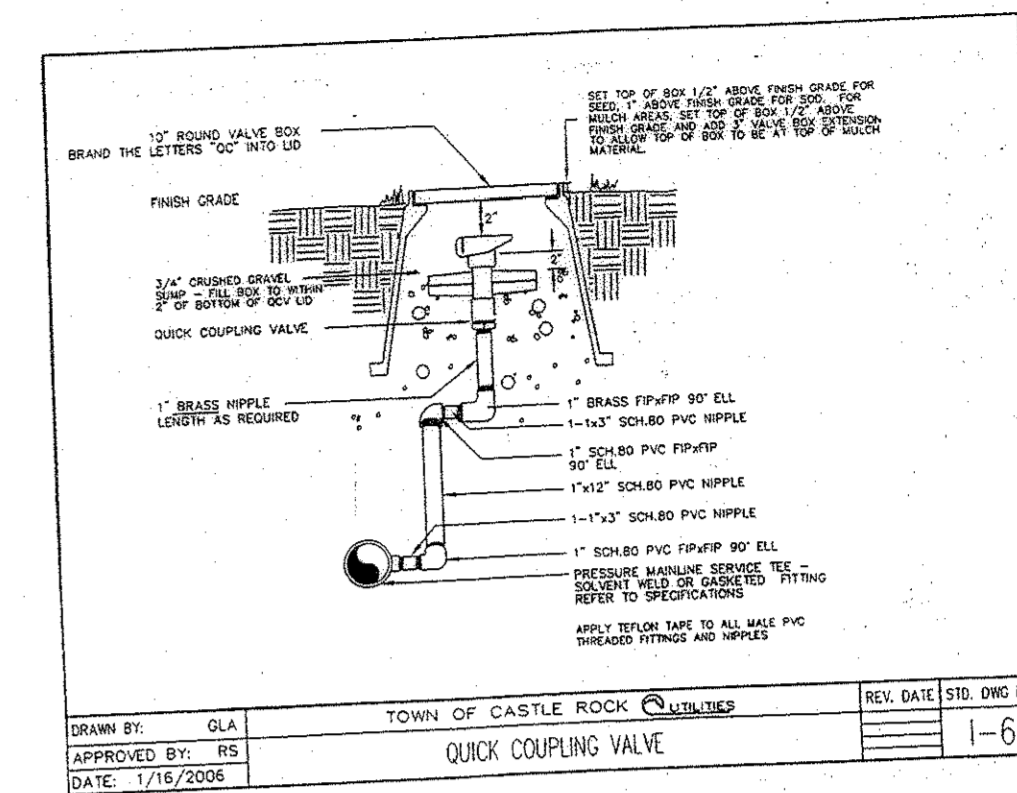 SET TOP OF BOX 1/2" ABOVE FINISH GRADE FOR
SEED, 1" ABOVE FINISH GRADE FOR SOD. FOR
MULCH AREAS, SET TOP OF BOX 1/2" ABOVE
FINISH GRADE AND ADD 3" VALVE BOX EXTENSION
TO ALLOW TOP OF BOX TO BE AT TOP OF MULCH
MATERIAL.
10" ROUND VALVE BOX
BRAND THE LETTERS "QC" INTO LID
FINISH GRADE
2"
2"
3/4" CRUSHED GRAVEL
SUMP - FILL BOX TO WITHIN
2" OF BOTTOM OF QCV LID
QUICK COUPLING VALVE
1" BRASS NIPPLE
LENGTH AS REQUIRED
1" BRASS FIPxFIP 90° ELL
1-1x3" SCH.80 PVC NIPPLE
1" SCH.80 PVC FIPxFIP
90° ELL
1"x12" SCH.80 PVC NIPPLE
1-1"x3" SCH.80 PVC NIPPLE
1" SCH.80 PVC FIPxFIP 90° ELL
PRESSURE MAINLINE SERVICE TEE -
SOLVENT WELD OR GASKETED FITTING
REFER TO SPECIFICATIONS
APPLY TEFLON TAPE TO ALL MALE PVC
THREADED FITTINGS AND NIPPLES
DRAWN BY: GLA
APPROVED BY: RS
DATE: 1/16/2006
TOWN OF CASTLE ROCK UTILITIES
QUICK COUPLING VALVE
REV. DATE
STD. DWG
I-6